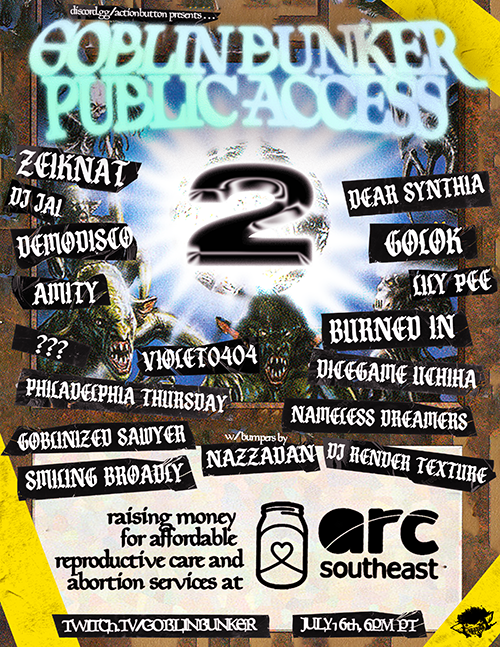 discord.gg/actionbutton presents . . .
GOBLIN BUNKER
PUBLIC ACCESS
2
ZEIKNAT
DJ JAI
DEMODISCO
AMITY
???
DEAR SYNTHIA
GOLOK
LILY PEE
BURNED IN
VIOLET0404
DICEGAME UCHIHA
PHILADELPHIA THURSDAY
NAMELESS DREAMERS
GOBLINIZED SAWYER
SMILING BROADLY
w/ bumpers by
NAZZADAN
DJ RENDER TEXTURE
raising money
for affordable
reproductive care and
abortion services at
arc
southeast
TWITCH.TV/GOBLINBUNKER
JULY 16th, 6PM PT